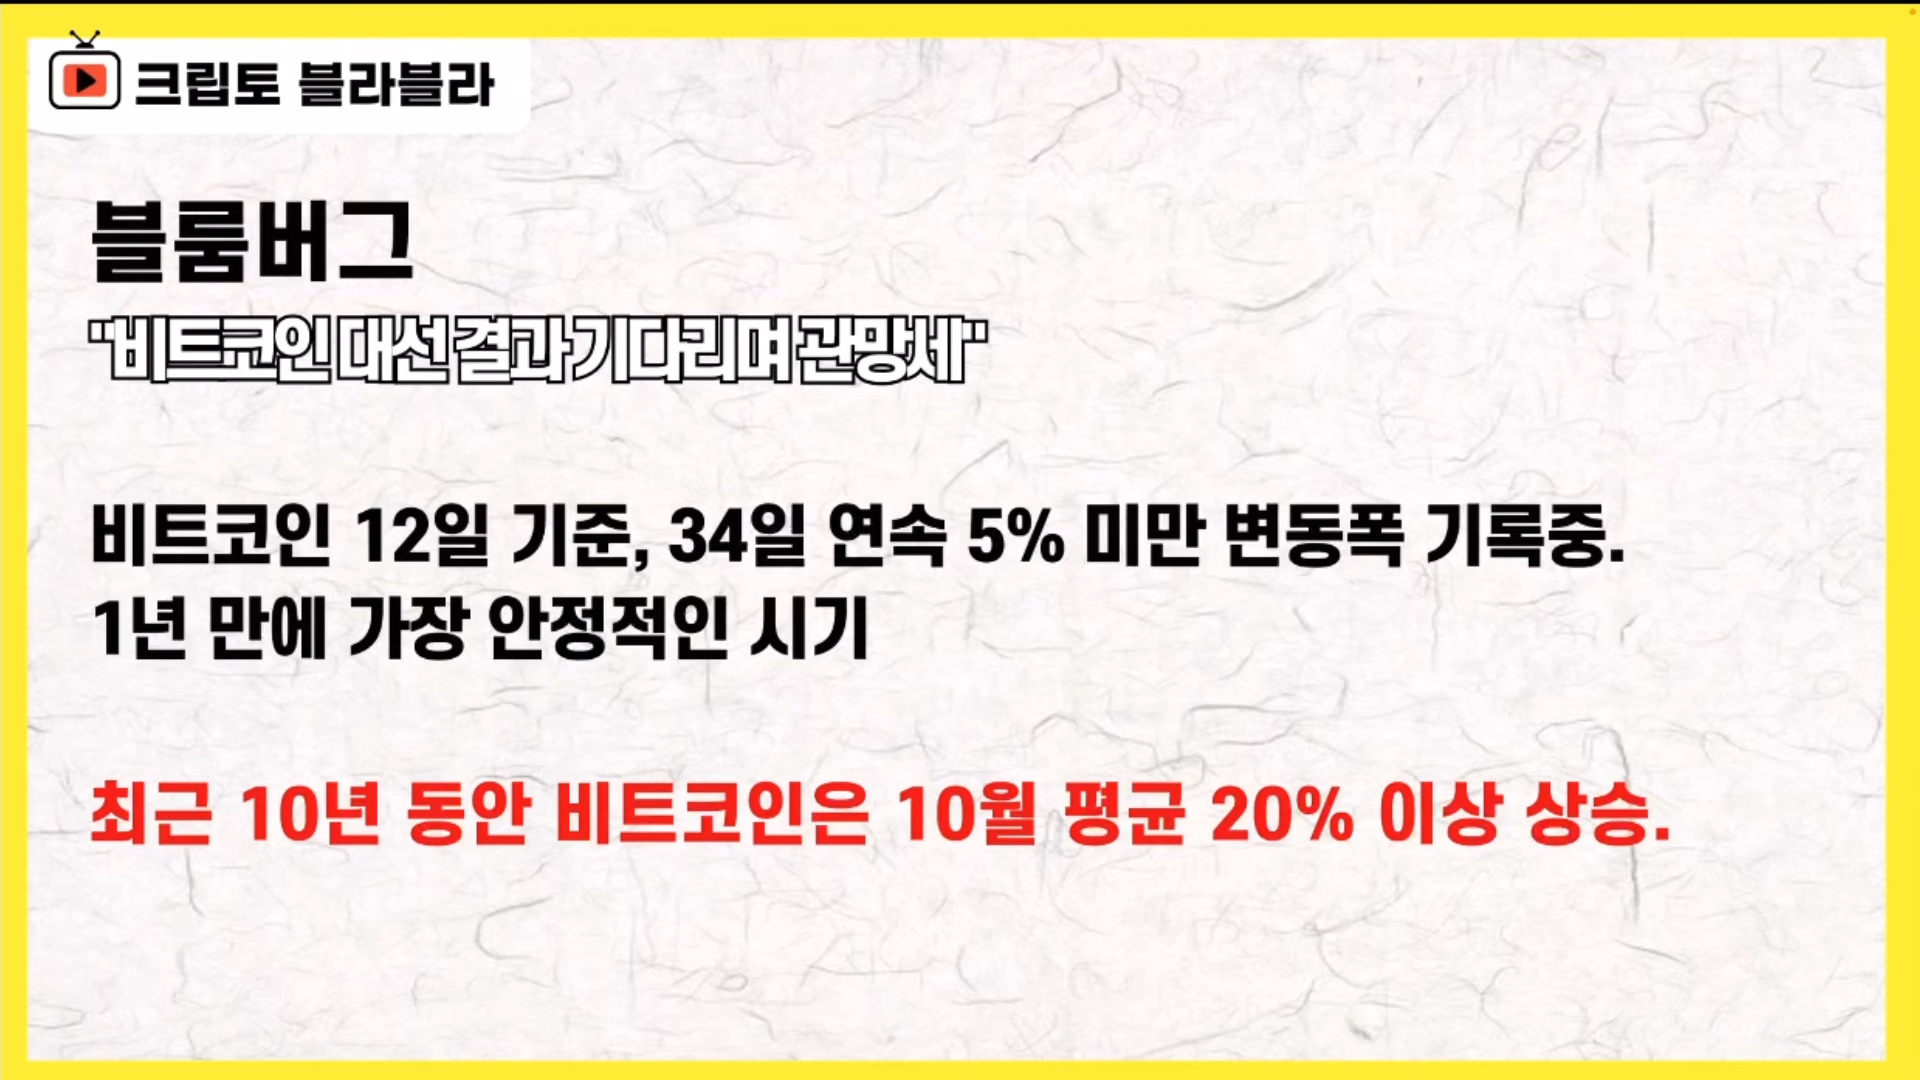 크립토 블라블라
블룸버그
"비트코인 대선 결과 기다리며 관망세"
비트코인 12일 기준, 34일 연속 5% 미만 변동폭 기록중.
1년 만에 가장 안정적인 시기
최근 10년 동안 비트코인은 10월 평균 20% 이상 상승.